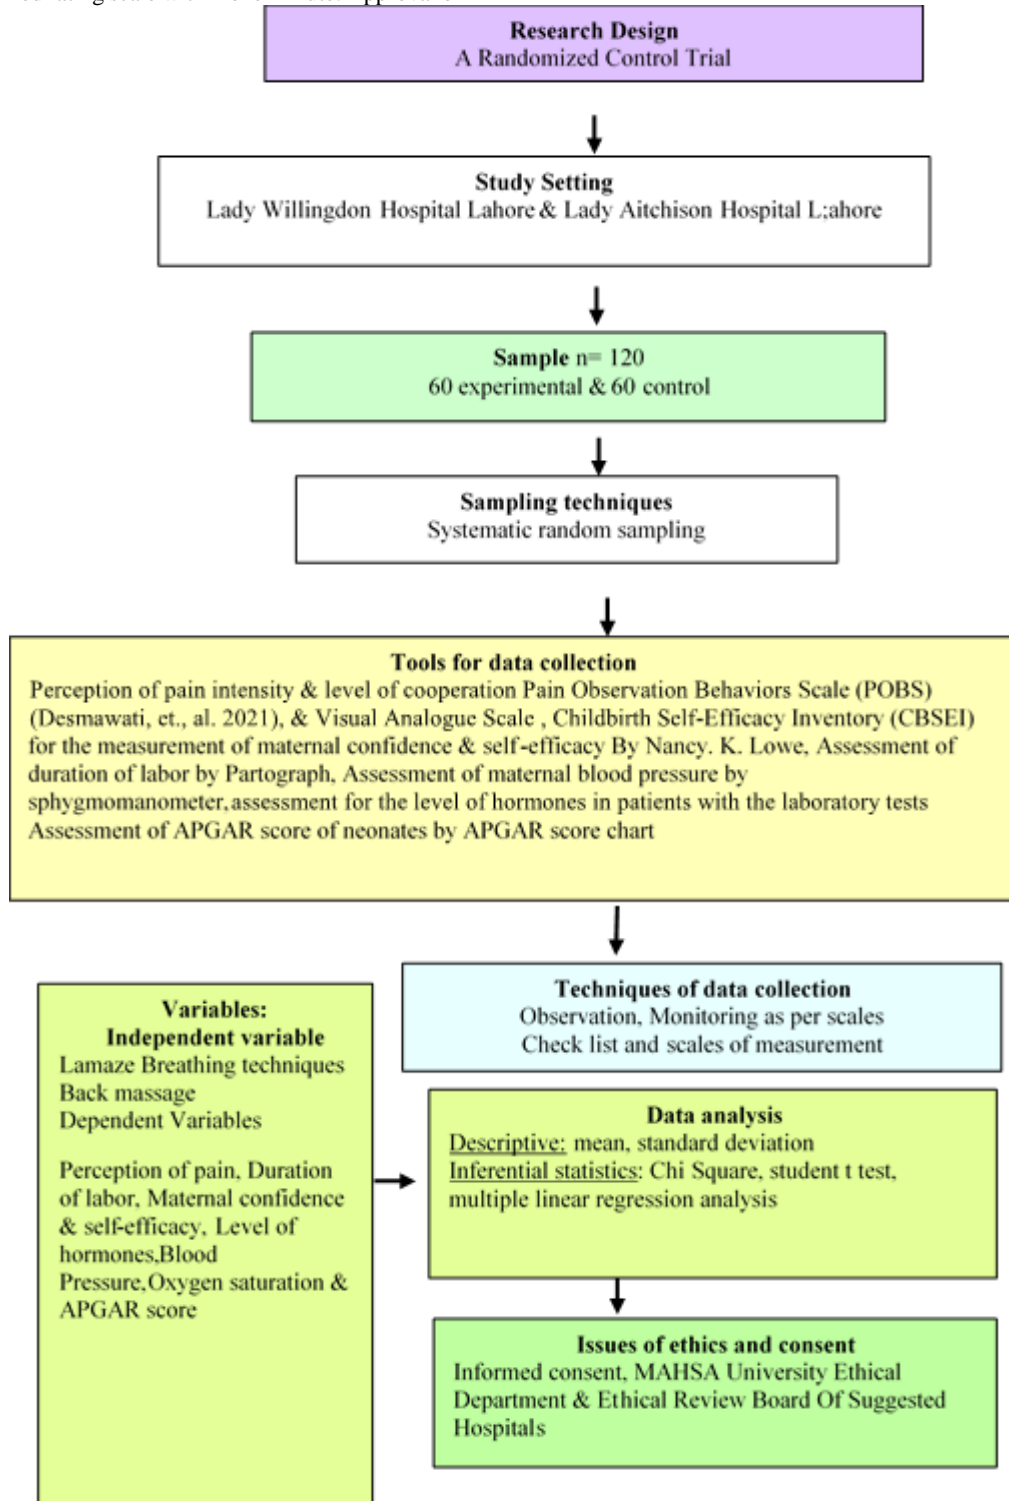 Research Design
A Randomized Control Trial
Study Setting
Lady Willingdon Hospital Lahore & Lady Aitchison Hospital L;ahore
Sample n= 120
60 experimental & 60 control
Sampling techniques
Systematic random sampling
Tools for data collection
Perception of pain intensity & level of cooperation Pain Observation Behaviors Scale (POBS)
(Desmawati, et., al. 2021), & Visual Analogue Scale , Childbirth Self-Efficacy Inventory (CBSEI)
for the measurement of maternal confidence & self-efficacy By Nancy. K. Lowe, Assessment of
duration of labor by Partograph, Assessment of maternal blood pressure by
sphygmomanometer,assessment for the level of hormones in patients with the laboratory tests
Assessment of APGAR score of neonates by APGAR score chart
Techniques of data collection
Observation, Monitoring as per scales
Check list and scales of measurement
Variables:
Independent variable
Lamaze Breathing techniques
Back massage
Dependent Variables
Perception of pain, Duration
of labor, Maternal confidence
& self-efficacy, Level of
hormones,Blood
Pressure,Oxygen saturation &
APGAR score
Data analysis
Descriptive: mean, standard deviation
Inferential statistics: Chi Square, student t test,
multiple linear regression analysis
Issues of ethics and consent
Informed consent, MAHSA University Ethical
Department & Ethical Review Board Of Suggested
Hospitals